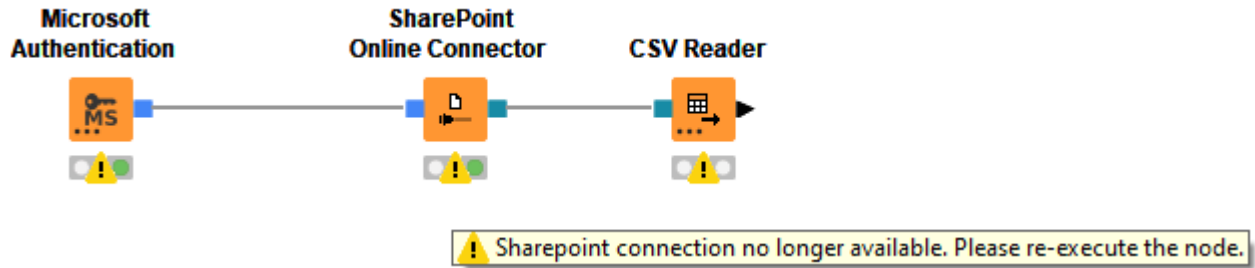 Microsoft
Authentication
SharePoint
Online Connector
CSV Reader
MS
Sharepoint connection no longer available. Please re-execute the node.